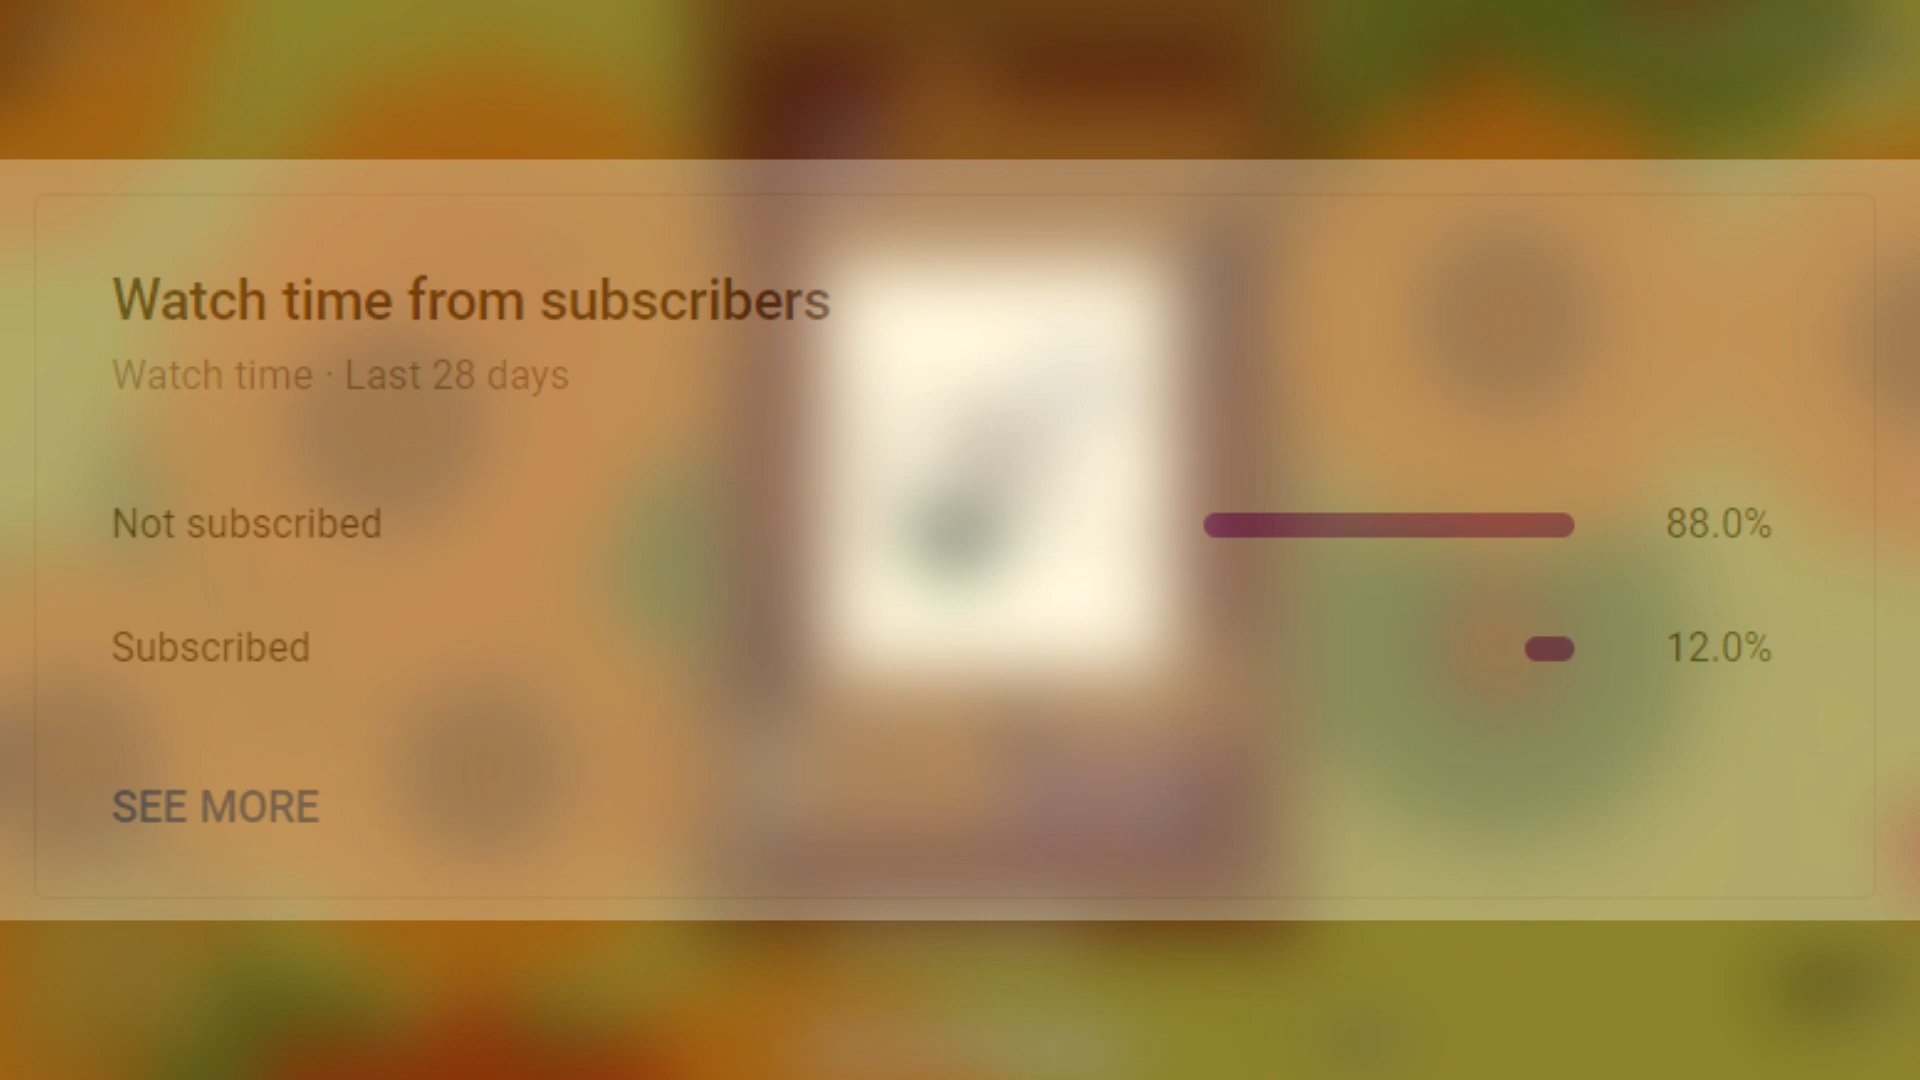 Watch time from subscribers
Watch time · Last 28 days
Not subscribed 88.0%
Subscribed 12.0%
SEE MORE